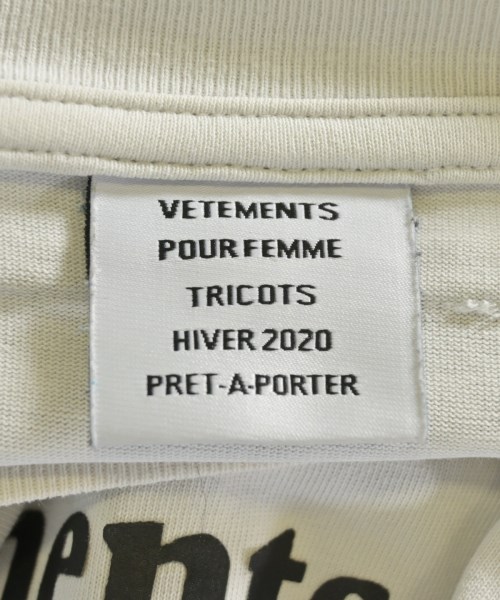 VETEMENTS
POUR FEMME
TRICOTS
HIVER 2020
PRET-A-PORTER